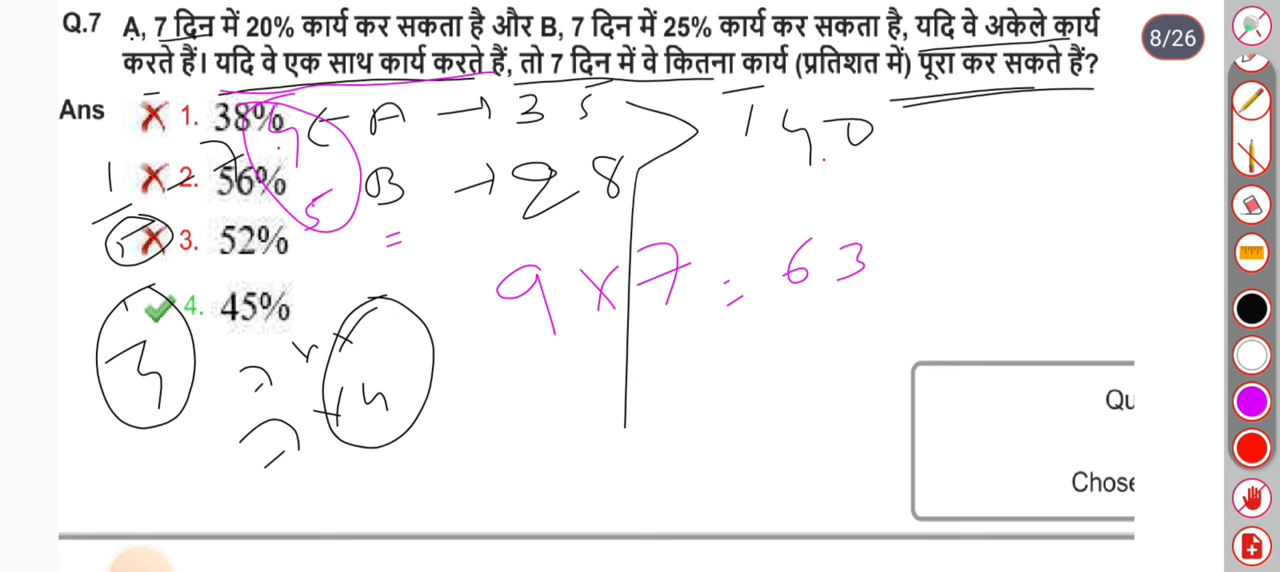 Q.7 A, 7 दिन में 20% कार्य कर सकता है और B, 7 दिन में 25% कार्य कर सकता है, यदि वे अकेले कार्य
करते हैं। यदि वे एक साथ कार्य करते हैं, तो 7 दिन में वे कितना कार्य (प्रतिशत में) पूरा कर सकते हैं?
8/26
Ans 1. 38%
A → 35
140
2. 56%
B → 28
5
3. 52%
9 x 7 = 63
4. 45%
Qu
Chose